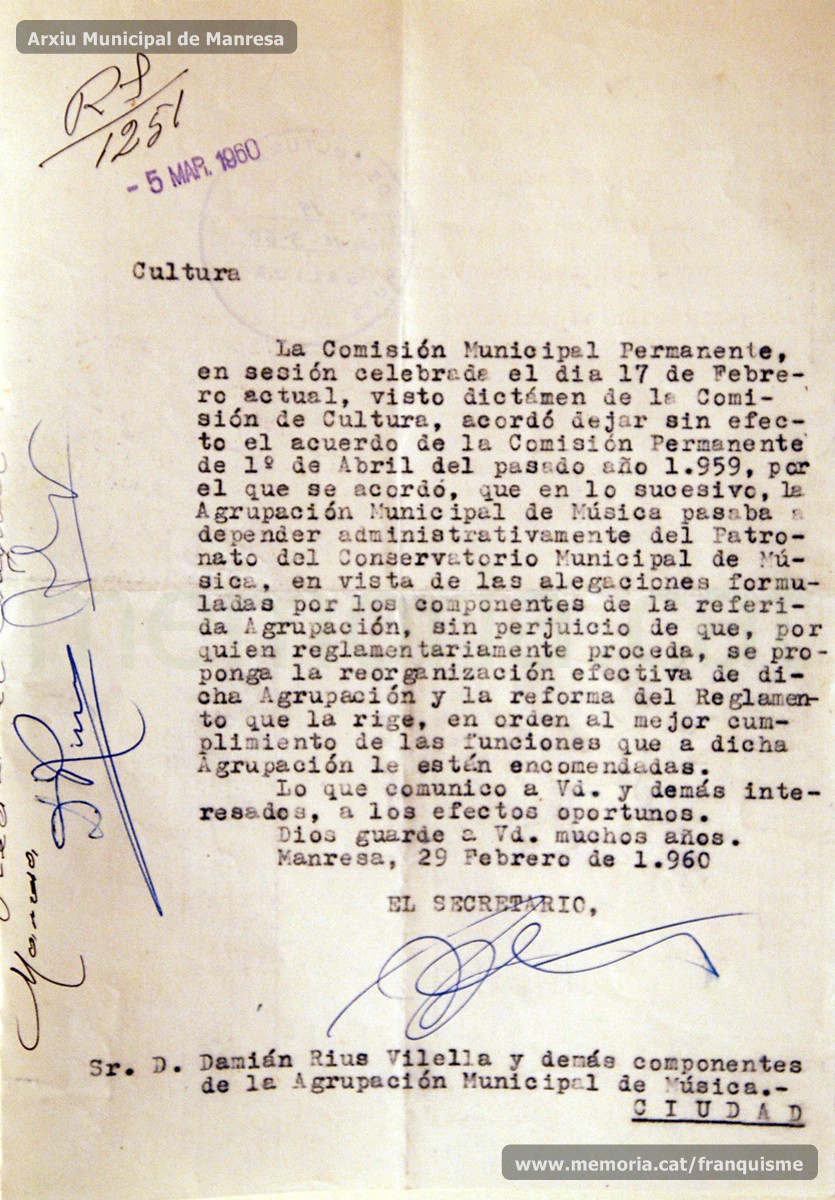 Arxiu Municipal de Manresa
RS
1251
- 5 MAR. 1960
Cultura
La Comisión Municipal Permanente,
en sesión celebrada el dia 17 de Febre-
ro actual, visto dictámen de la Comi-
sión de Cultura, acordó dejar sin efec-
to el acuerdo de la Comisión Permanente
de 1º de Abril del pasado año 1.959, por
el que se acordó, que en lo sucesivo, la
Agrupación Municipal de Música pasaba a
depender administrativamente del Patro-
nato del Conservatorio Municipal de Mú-
sica, en vista de las alegaciones formu-
ladas por los componentes de la referi-
da Agrupación, sin perjuicio de que, por
quien reglamentariamente proceda, se pro-
ponga la reorganización efectiva de di-
cha Agrupación y la reforma del Reglamen-
to que la rige, en orden al mejor cum-
plimiento de las funciones que a dicha
Agrupación le están encomendadas.
Lo que comunico a Vd. y demás inte-
resados, a los efectos oportunos.
Dios guarde a Vd. muchos años.
Manresa, 29 Febrero de 1.960
EL SECRETARIO,
Sr. D. Damián Rius Vilella y demás componentes
de la Agrupación Municipal de Música.-
C I U D A D
www.memoria.cat/franquisme